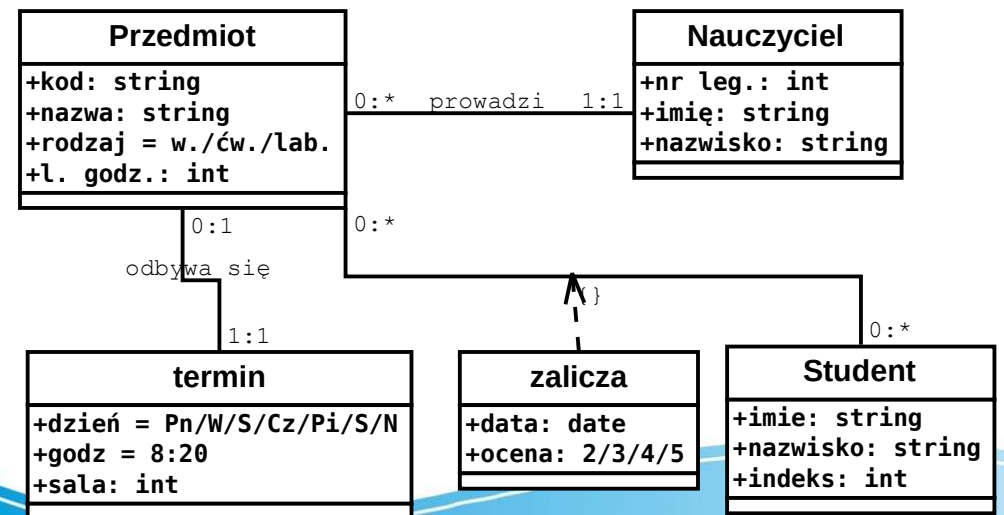 Przedmiot
+kod: string
+nazwa: string
+rodzaj = w./ćw./lab.
+l. godz.: int
0:* prowadzi 1:1
Nauczyciel
+nr leg.: int
+imię: string
+nazwisko: string
0:1
odbywa się
1:1
0:*
{}
0:*
termin
+dzień = Pn/W/S/Cz/Pi/S/N
+godz = 8:20
+sala: int
zalicza
+data: date
+ocena: 2/3/4/5
Student
+imie: string
+nazwisko: string
+indeks: int